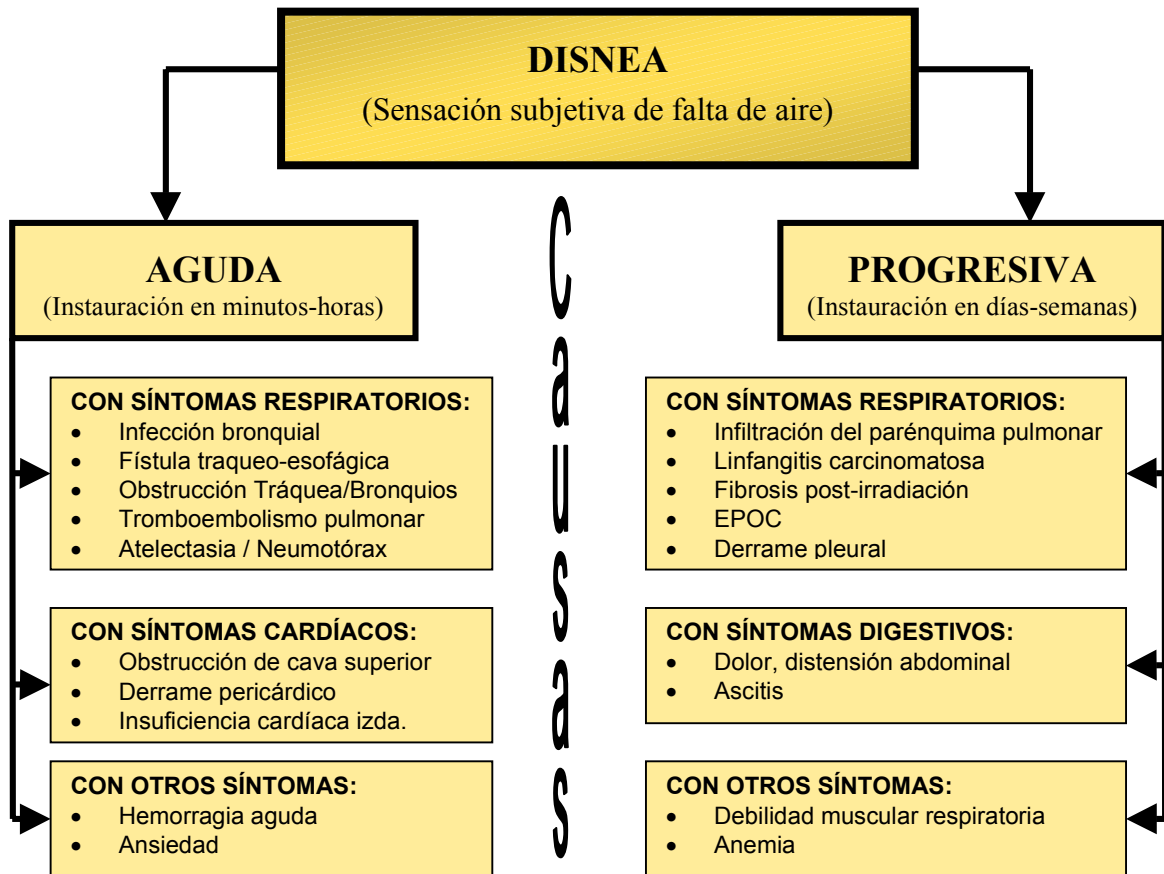 DISNEA
(Sensación subjetiva de falta de aire)
AGUDA
(Instauración en minutos-horas)
CON SÍNTOMAS RESPIRATORIOS:
• Infección bronquial
• Fístula traqueo-esofágica
• Obstrucción Tráquea/Bronquios
• Tromboembolismo pulmonar
• Atelectasia / Neumotórax
CON SÍNTOMAS CARDÍACOS:
• Obstrucción de cava superior
• Derrame pericárdico
• Insuficiencia cardíaca izda.
CON OTROS SÍNTOMAS:
• Hemorragia aguda
• Ansiedad
Causas
PROGRESIVA
(Instauración en días-semanas)
CON SÍNTOMAS RESPIRATORIOS:
• Infiltración del parénquima pulmonar
• Linfangitis carcinomatosa
• Fibrosis post-irradiación
• EPOC
• Derrame pleural
CON SÍNTOMAS DIGESTIVOS:
• Dolor, distensión abdominal
• Ascitis
CON OTROS SÍNTOMAS:
• Debilidad muscular respiratoria
• Anemia